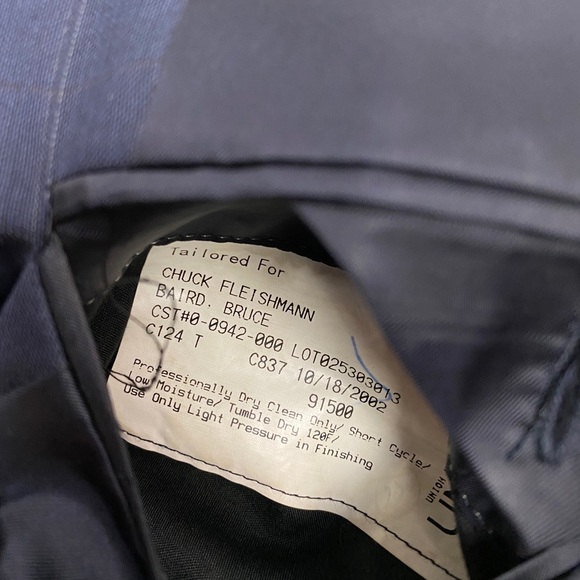 Tailored For
CHUCK FLEISHMANN
BAIRD, BRUCE
CST#0-0942-000 LOT025303013
C124 T C837 10/18/2002
91500
Professionally Dry Clean Only/ Short Cycle/
Low Moisture/ Tumble Dry 120F/
Use Only Light Pressure in Finishing
UNION